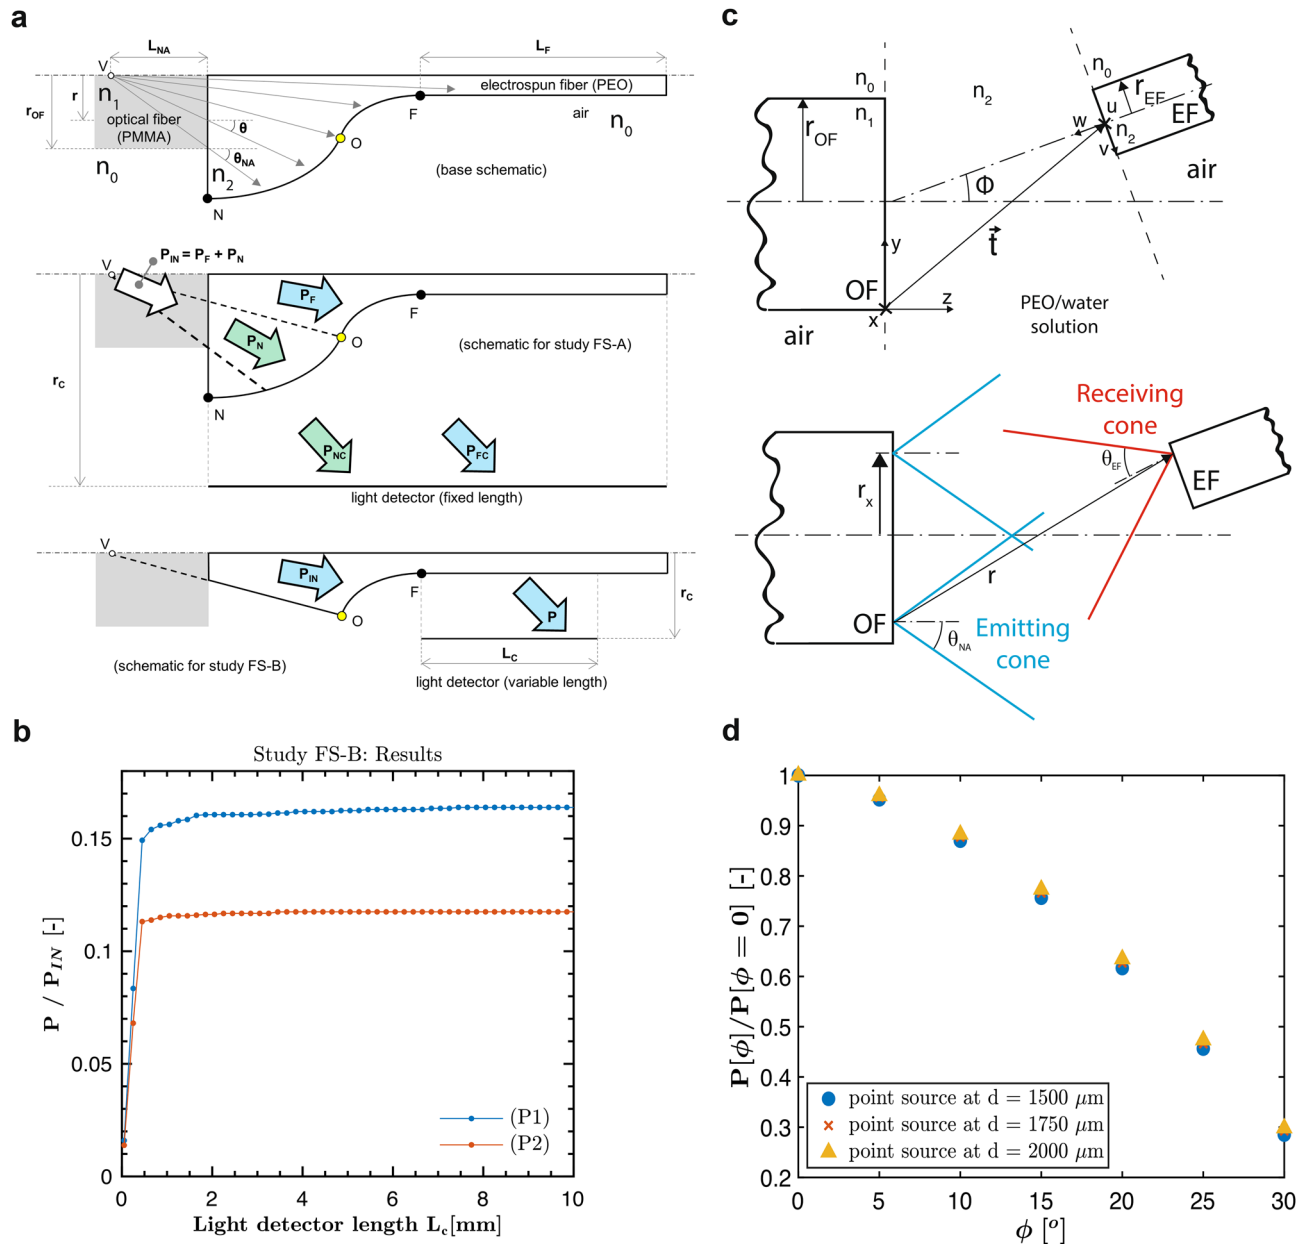 a
L_NA
L_F
V
n_1
r
r_OF
optical fiber
(PMMA)
θ
θ_NA
n_0
n_2
N
O
F
electrospun fiber (PEO)
air
n_0
(base schematic)
P_IN = P_F + P_N
V
P_F
P_N
F
O
(schematic for study FS-A)
r_C
N
P_NC
P_FC
light detector (fixed length)
V
P_IN
F
O
P
r_C
L_C
(schematic for study FS-B)
light detector (variable length)
b
Study FS-B: Results
P / P_IN [-]
0.15
0.1
0.05
0
(P1)
(P2)
0 2 4 6 8 10
Light detector length L_c[mm]
c
n_0
n_0
n_1
n_2
r_OF
r_EF
u
EF
w
n_2
v
air
Φ
t
y
OF
z
x
air
PEO/water
solution
Receiving
cone
θ_EF
EF
r_x
r
OF
θ_NA
Emitting
cone
d
P[ϕ]/P[ϕ = 0] [-]
1
0.9
0.8
0.7
0.6
0.5
0.4
0.3
0.2
point source at d = 1500 μm
point source at d = 1750 μm
point source at d = 2000 μm
0 5 10 15 20 25 30
ϕ [°]